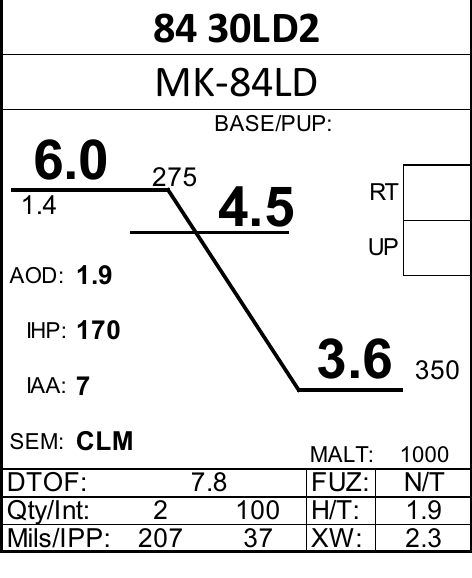 84 30LD2
MK-84LD
BASE/PUP:
6.0
275
1.4
4.5
RT
UP
AOD: 1.9
IHP: 170
IAA: 7
3.6 350
SEM: CLM
MALT: 1000
DTOF: 7.8 FUZ: N/T
Qty/Int: 2 100 H/T: 1.9
Mils/IPP: 207 37 XW: 2.3